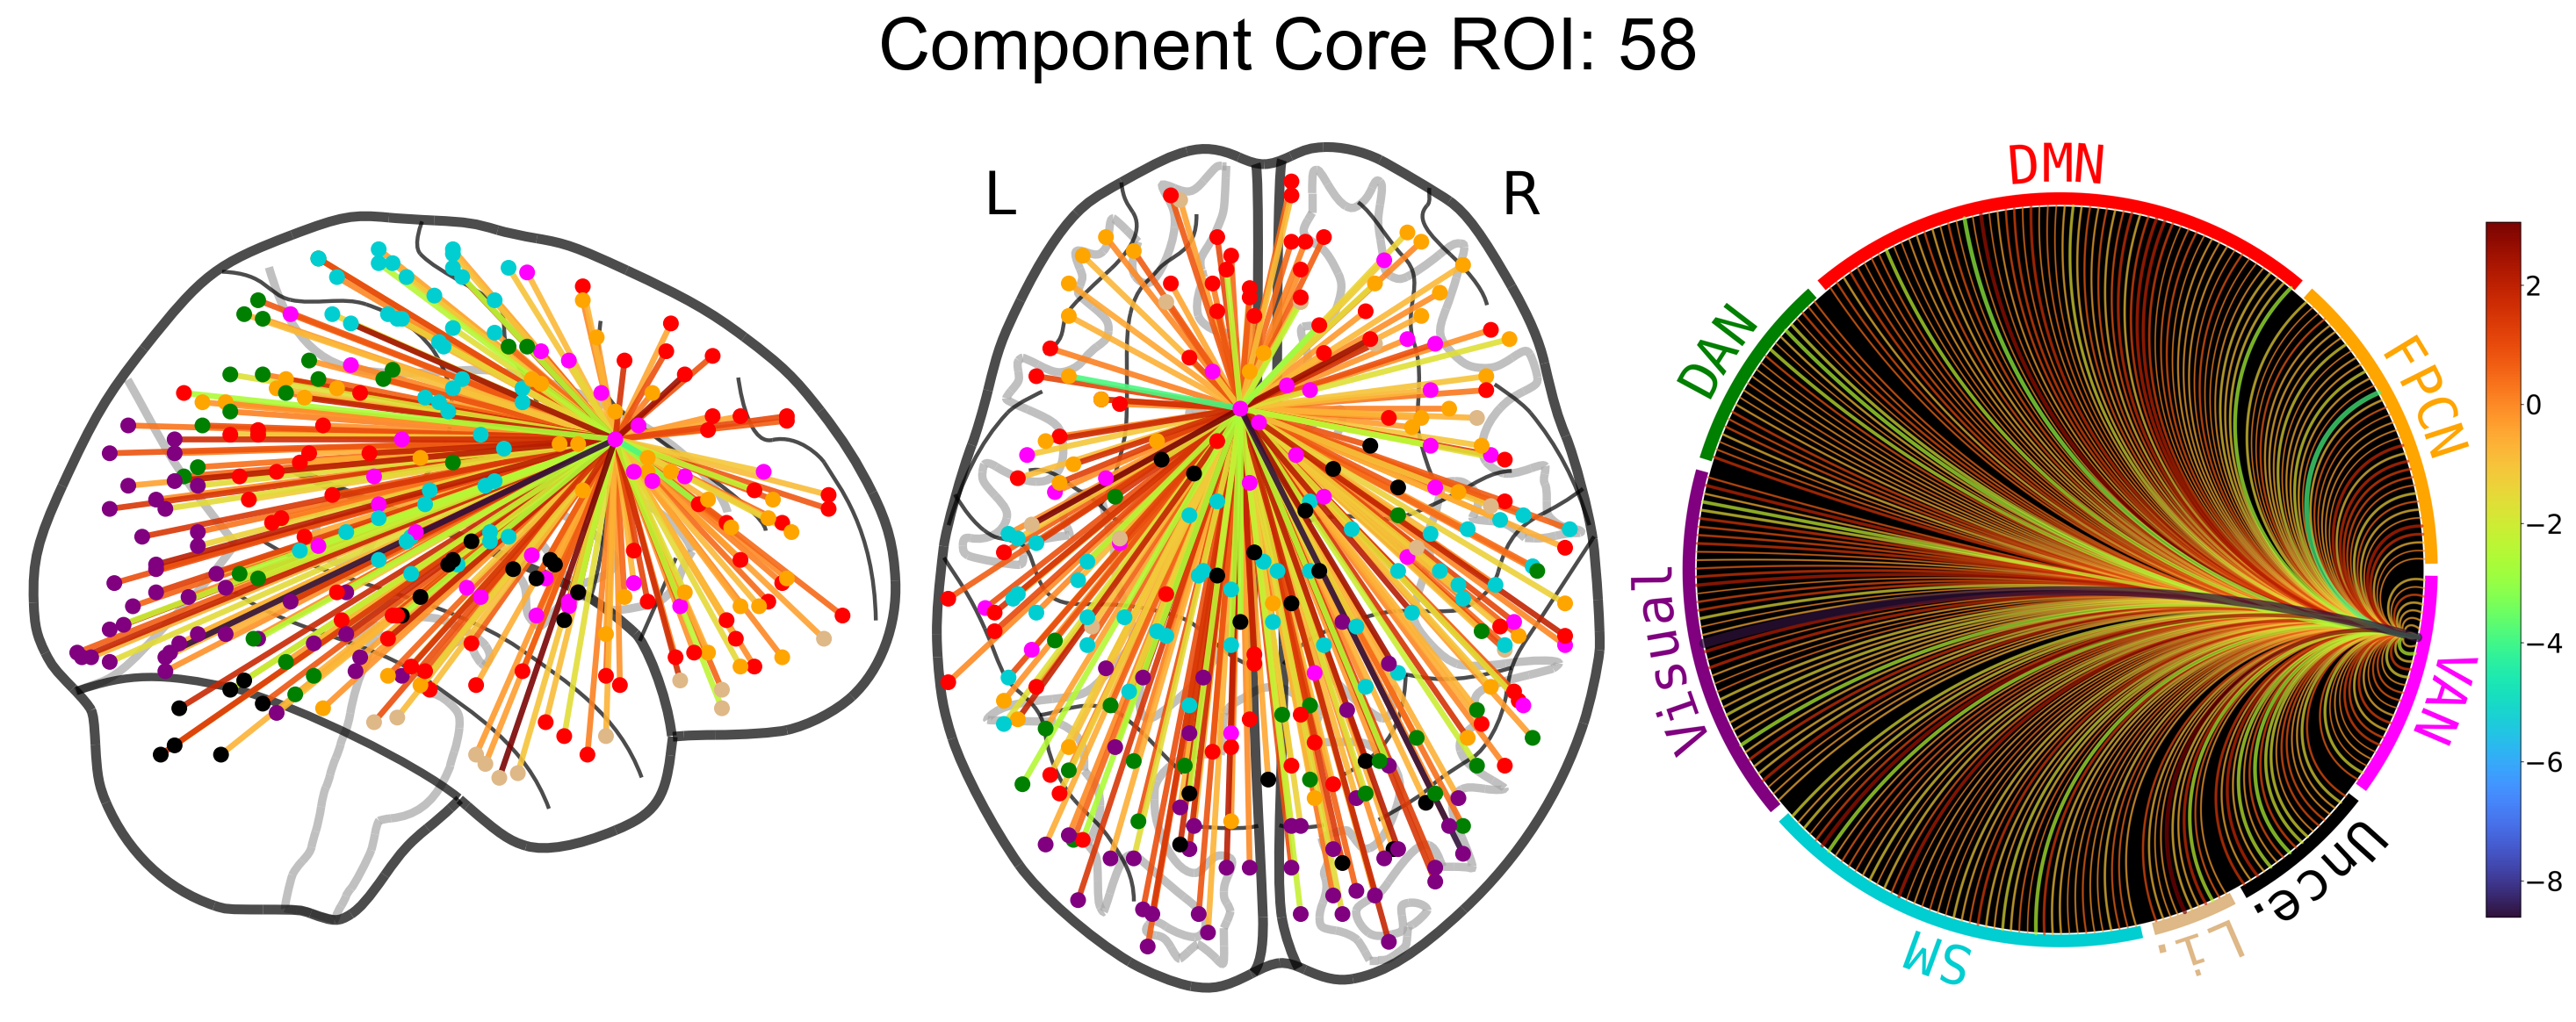 Component Core ROI: 58
L
R
DMN
FPCN
DAN
Visual
VAN
Unce.
Li.
SM
2
0
−2
−4
−6
−8